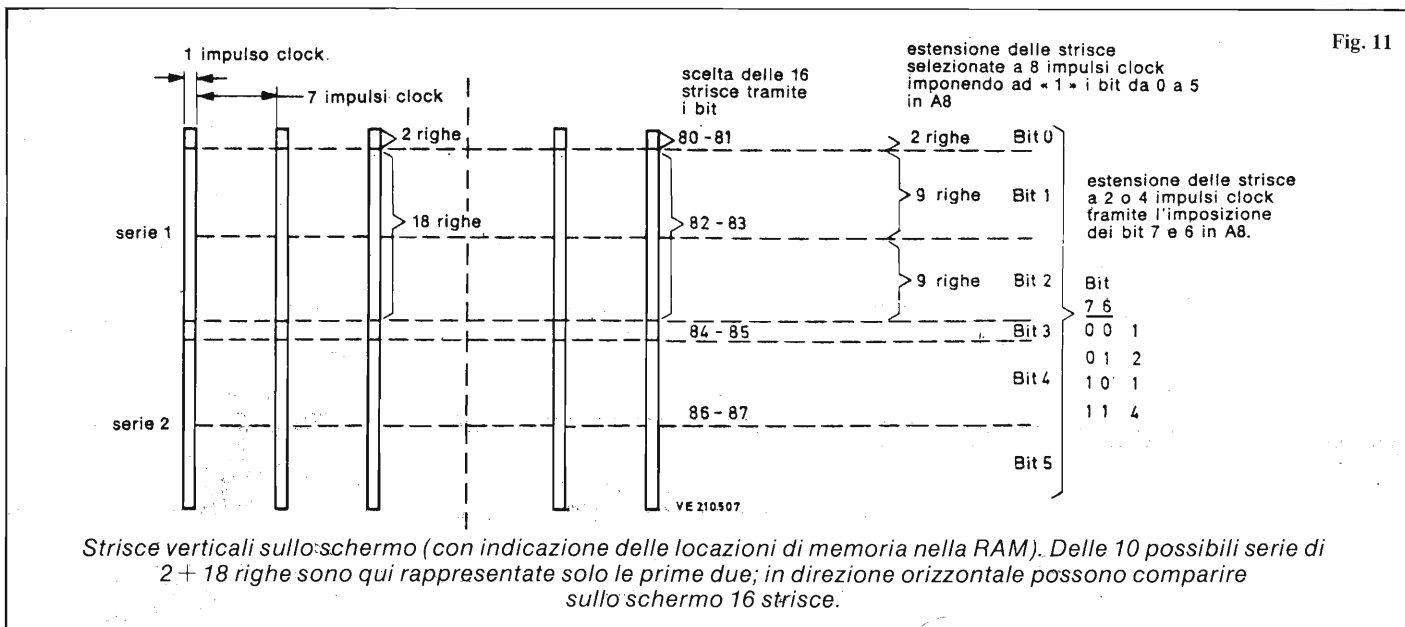 Fig. 11
1 impulso clock.
7 impulsi clock
scelta delle 16
strisce tramite
i bit
estensione delle strisce
selezionate a 8 impulsi clock
imponendo ad « 1 » i bit da 0 a 5
in A8
2 righe
80-81
2 righe
Bit 0
18 righe
82-83
9 righe
Bit 1
9 righe
Bit 2
serie 1
estensione delle strisce
a 2 o 4 impulsi clock
tramite l'imposizione
dei bit 7 e 6 in A8.
Bit
7 6
0 0 1
0 1 2
1 0 1
1 1 4
84-85
Bit 3
Bit 4
serie 2
86-87
Bit 5
VE 210507
Strisce verticali sullo schermo (con indicazione delle locazioni di memoria nella RAM). Delle 10 possibili serie di
2 + 18 righe sono qui rappresentate solo le prime due; in direzione orizzontale possono comparire
sullo schermo 16 strisce.